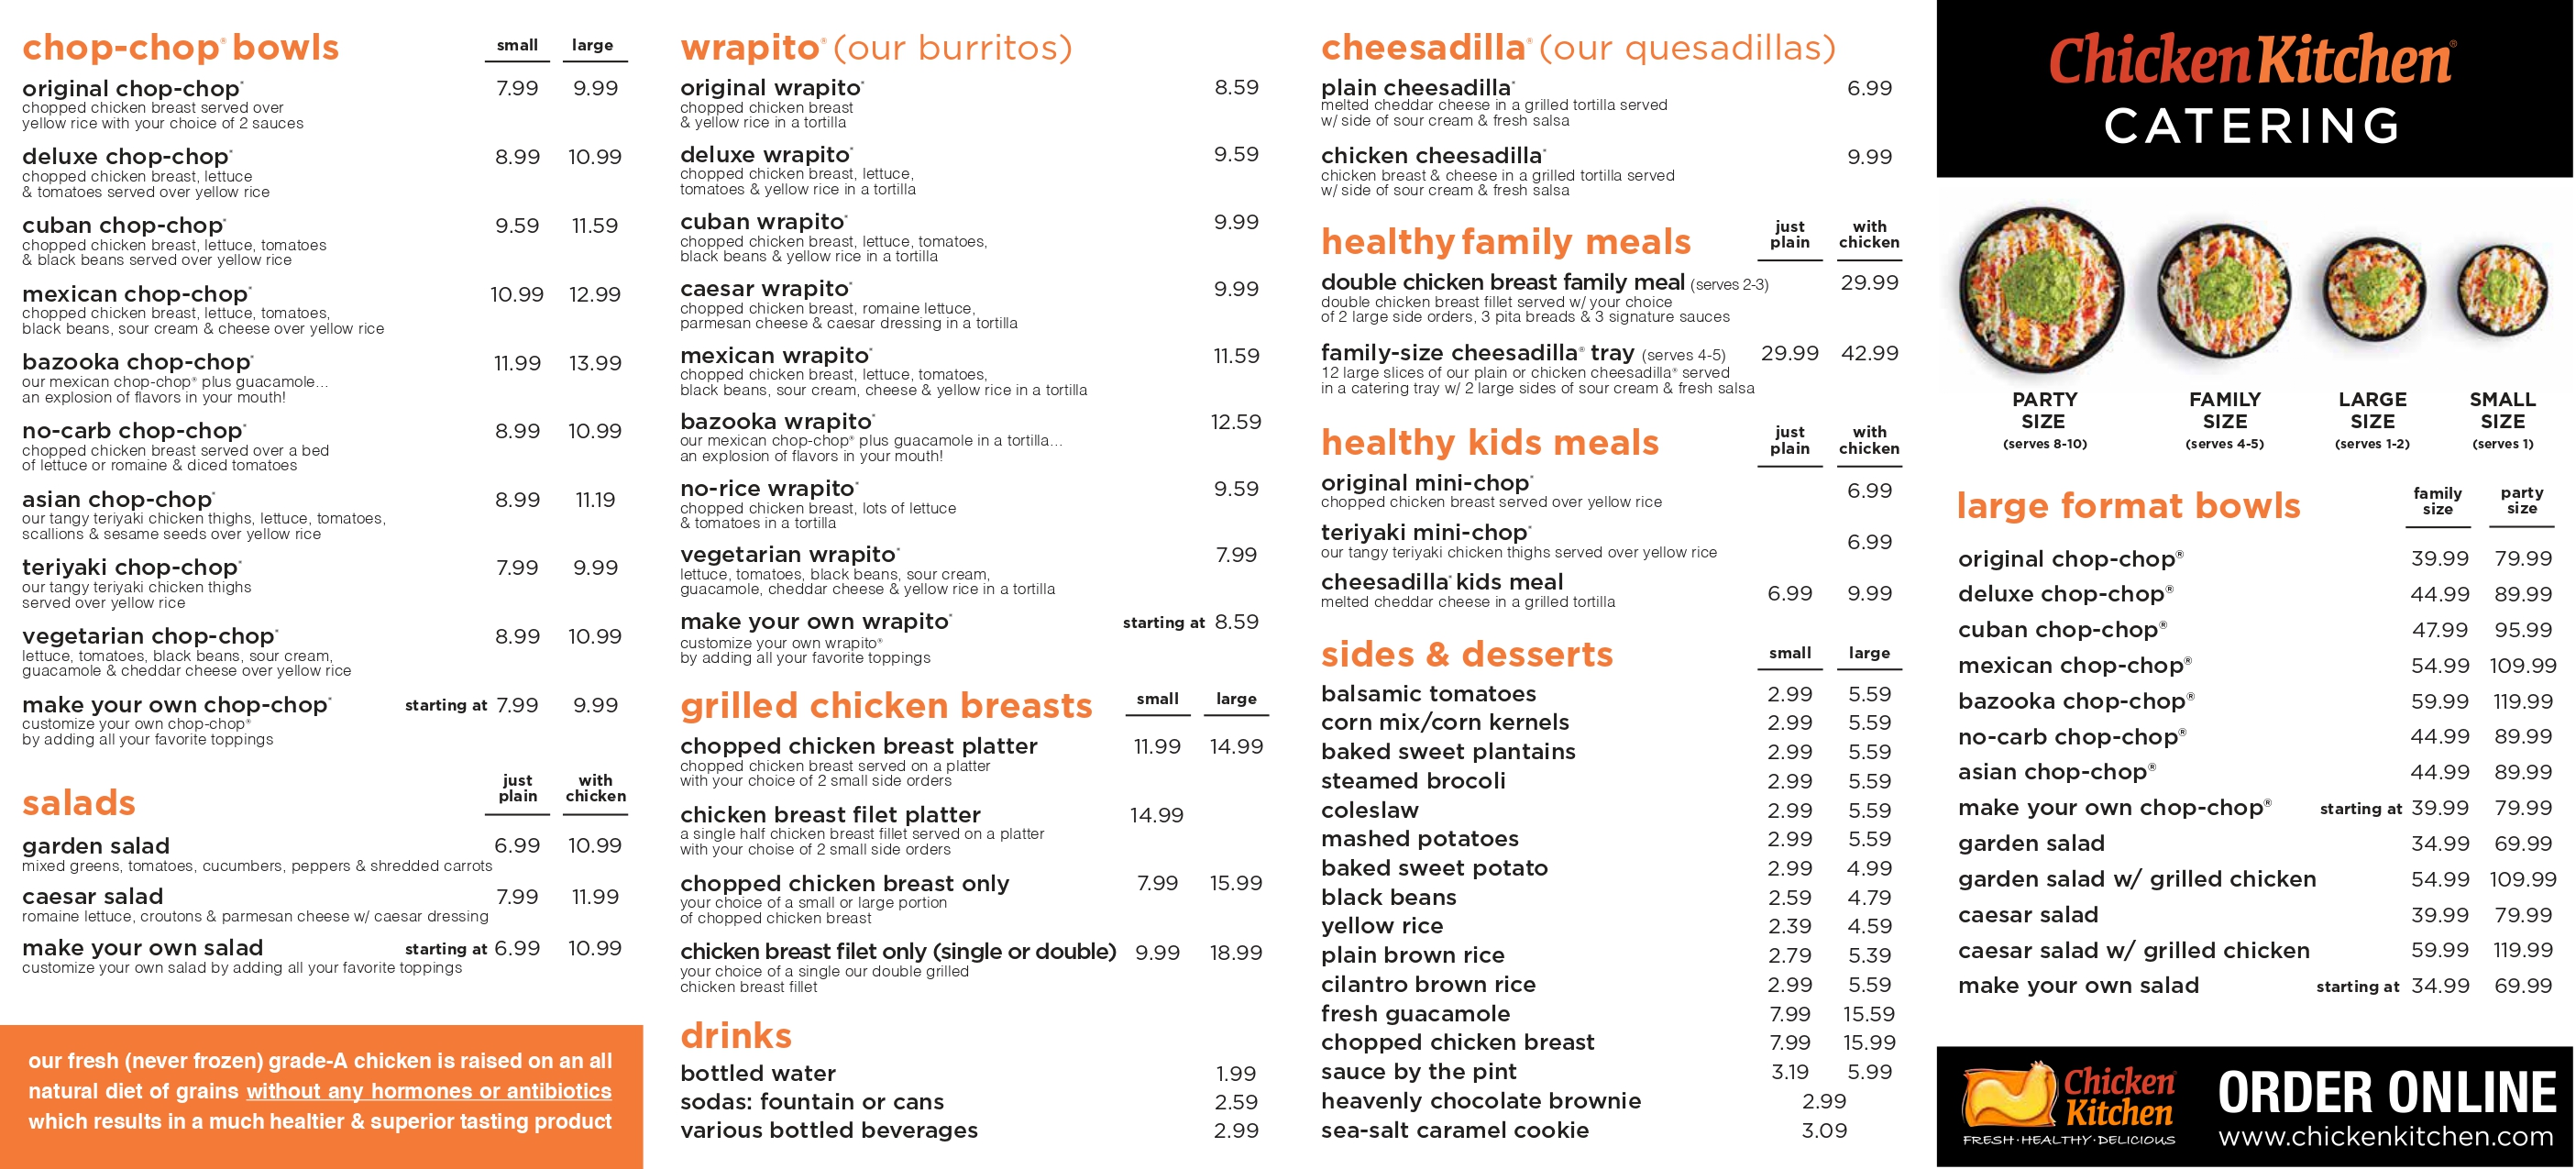 chop-chop® bowls small large
original chop-chop® 7.99 9.99
chopped chicken breast served over
yellow rice with your choice of 2 sauces
deluxe chop-chop® 8.99 10.99
chopped chicken breast, lettuce
& tomatoes served over yellow rice
cuban chop-chop® 9.59 11.59
chopped chicken breast, lettuce, tomatoes
& black beans served over yellow rice
mexican chop-chop® 10.99 12.99
chopped chicken breast, lettuce, tomatoes,
black beans, sour cream & cheese over yellow rice
bazooka chop-chop® 11.99 13.99
our mexican chop-chop® plus guacamole...
an explosion of flavors in your mouth!
no-carb chop-chop® 8.99 10.99
chopped chicken breast served over a bed
of lettuce or romaine & diced tomatoes
asian chop-chop® 8.99 11.19
our tangy teriyaki chicken thighs, lettuce, tomatoes,
scallions & sesame seeds over yellow rice
teriyaki chop-chop® 7.99 9.99
our tangy teriyaki chicken thighs
served over yellow rice
vegetarian chop-chop® 8.99 10.99
lettuce, tomatoes, black beans, sour cream,
guacamole & cheddar cheese over yellow rice
make your own chop-chop® starting at 7.99 9.99
customize your own chop-chop®
by adding all your favorite toppings
salads just plain with chicken
garden salad 6.99 10.99
mixed greens, tomatoes, cucumbers, peppers & shredded carrots
caesar salad 7.99 11.99
romaine lettuce, croutons & parmesan cheese w/ caesar dressing
make your own salad starting at 6.99 10.99
customize your own salad by adding all your favorite toppings
our fresh (never frozen) grade-A chicken is raised on an all
natural diet of grains without any hormones or antibiotics
which results in a much healtier & superior tasting product
wrapito® (our burritos)
original wrapito® 8.59
chopped chicken breast
& yellow rice in a tortilla
deluxe wrapito® 9.59
chopped chicken breast, lettuce,
tomatoes & yellow rice in a tortilla
cuban wrapito® 9.99
chopped chicken breast, lettuce, tomatoes,
black beans & yellow rice in a tortilla
caesar wrapito® 9.99
chopped chicken breast, romaine lettuce,
parmesan cheese & caesar dressing in a tortilla
mexican wrapito® 11.59
chopped chicken breast, lettuce, tomatoes,
black beans, sour cream, cheese & yellow rice in a tortilla
bazooka wrapito® 12.59
our mexican chop-chop® plus guacamole in a tortilla...
an explosion of flavors in your mouth!
no-rice wrapito® 9.59
chopped chicken breast, lots of lettuce
& tomatoes in a tortilla
vegetarian wrapito® 7.99
lettuce, tomatoes, black beans, sour cream,
guacamole, cheddar cheese & yellow rice in a tortilla
make your own wrapito® starting at 8.59
customize your own wrapito®
by adding all your favorite toppings
grilled chicken breasts small large
chopped chicken breast platter 11.99 14.99
chopped chicken breast served on a platter
with your choice of 2 small side orders
chicken breast filet platter 14.99
a single half chicken breast fillet served on a platter
with your choise of 2 small side orders
chopped chicken breast only 7.99 15.99
your choice of a small or large portion
of chopped chicken breast
chicken breast filet only (single or double) 9.99 18.99
your choice of a single our double grilled
chicken breast fillet
drinks
bottled water 1.99
sodas: fountain or cans 2.59
various bottled beverages 2.99
cheesadilla® (our quesadillas)
plain cheesadilla® 6.99
melted cheddar cheese in a grilled tortilla served
w/ side of sour cream & fresh salsa
chicken cheesadilla® 9.99
chicken breast & cheese in a grilled tortilla served
w/ side of sour cream & fresh salsa
healthy family meals just plain with chicken
double chicken breast family meal (serves 2-3) 29.99
double chicken breast fillet served w/ your choice
of 2 large side orders, 3 pita breads & 3 signature sauces
family-size cheesadilla® tray (serves 4-5) 29.99 42.99
12 large slices of our plain or chicken cheesadilla® served
in a catering tray w/ 2 large sides of sour cream & fresh salsa
healthy kids meals just plain with chicken
original mini-chop® 6.99
chopped chicken breast served over yellow rice
teriyaki mini-chop® 6.99
our tangy teriyaki chicken thighs served over yellow rice
cheesadilla® kids meal 6.99 9.99
melted cheddar cheese in a grilled tortilla
sides & desserts small large
balsamic tomatoes 2.99 5.59
corn mix/corn kernels 2.99 5.59
baked sweet plantains 2.99 5.59
steamed brocoli 2.99 5.59
coleslaw 2.99 5.59
mashed potatoes 2.99 5.59
baked sweet potato 2.99 4.99
black beans 2.59 4.79
yellow rice 2.39 4.59
plain brown rice 2.79 5.39
cilantro brown rice 2.99 5.59
fresh guacamole 7.99 15.59
chopped chicken breast 7.99 15.99
sauce by the pint 3.19 5.99
heavenly chocolate brownie 2.99
sea-salt caramel cookie 3.09
Chicken Kitchen®
CATERING
PARTY SIZE (serves 8-10)
FAMILY SIZE (serves 4-5)
LARGE SIZE (serves 1-2)
SMALL SIZE (serves 1)
large format bowls family size party size
original chop-chop® 39.99 79.99
deluxe chop-chop® 44.99 89.99
cuban chop-chop® 47.99 95.99
mexican chop-chop® 54.99 109.99
bazooka chop-chop® 59.99 119.99
no-carb chop-chop® 44.99 89.99
asian chop-chop® 44.99 89.99
make your own chop-chop® starting at 39.99 79.99
garden salad 34.99 69.99
garden salad w/ grilled chicken 54.99 109.99
caesar salad 39.99 79.99
caesar salad w/ grilled chicken 59.99 119.99
make your own salad starting at 34.99 69.99
Chicken
Kitchen
FRESH·HEALTHY·DELICIOUS
ORDER ONLINE
www.chickenkitchen.com